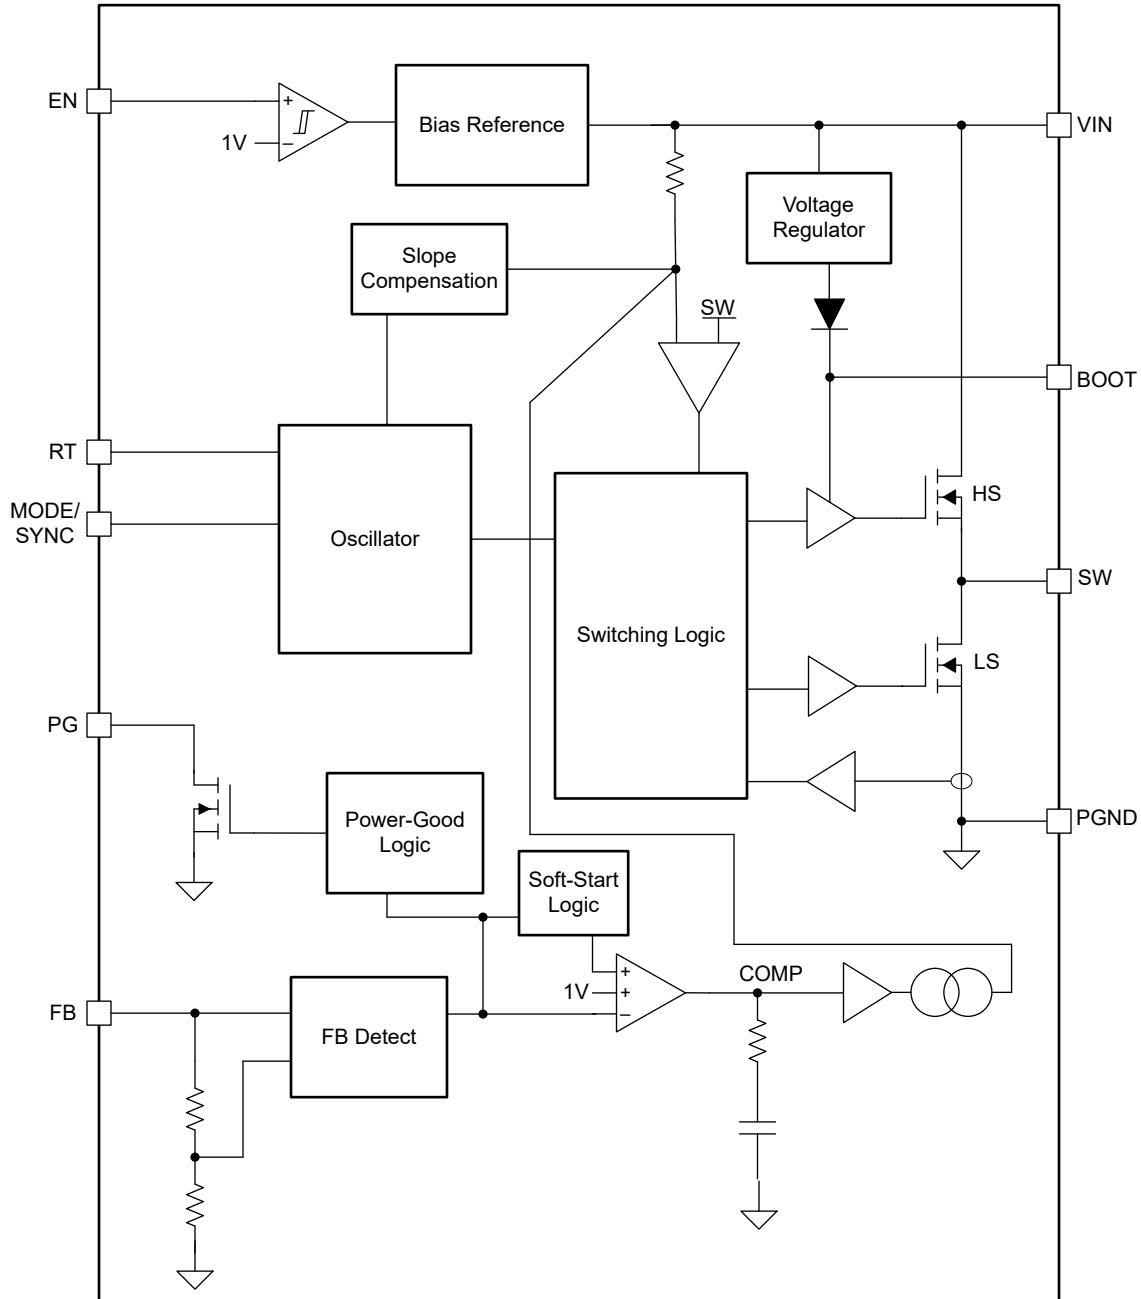 EN
+
1V
−
Bias Reference
VIN
Voltage
Regulator
Slope
Compensation
SW
BOOT
RT
MODE/
SYNC
Oscillator
HS
SW
Switching Logic
LS
PG
Power-Good
Logic
PGND
Soft-Start
Logic
COMP
+
1V
+
−
FB
FB Detect